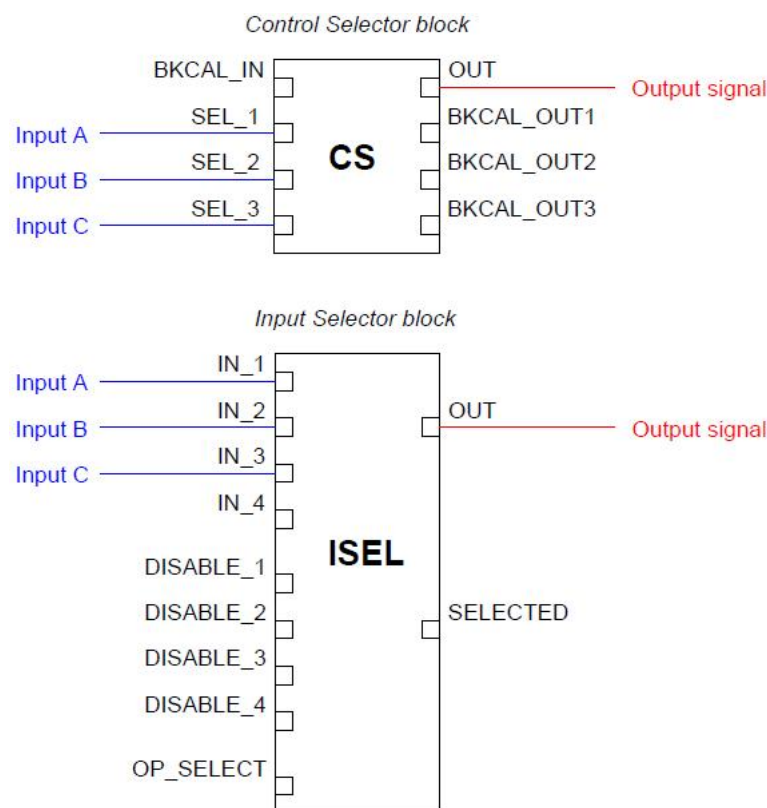 Control Selector block
BKCAL_IN
OUT
Output signal
SEL_1
BKCAL_OUT1
Input A
CS
SEL_2
BKCAL_OUT2
Input B
SEL_3
BKCAL_OUT3
Input C
Input Selector block
IN_1
Input A
IN_2
OUT
Input B
Output signal
IN_3
Input C
IN_4
ISEL
DISABLE_1
DISABLE_2
SELECTED
DISABLE_3
DISABLE_4
OP_SELECT